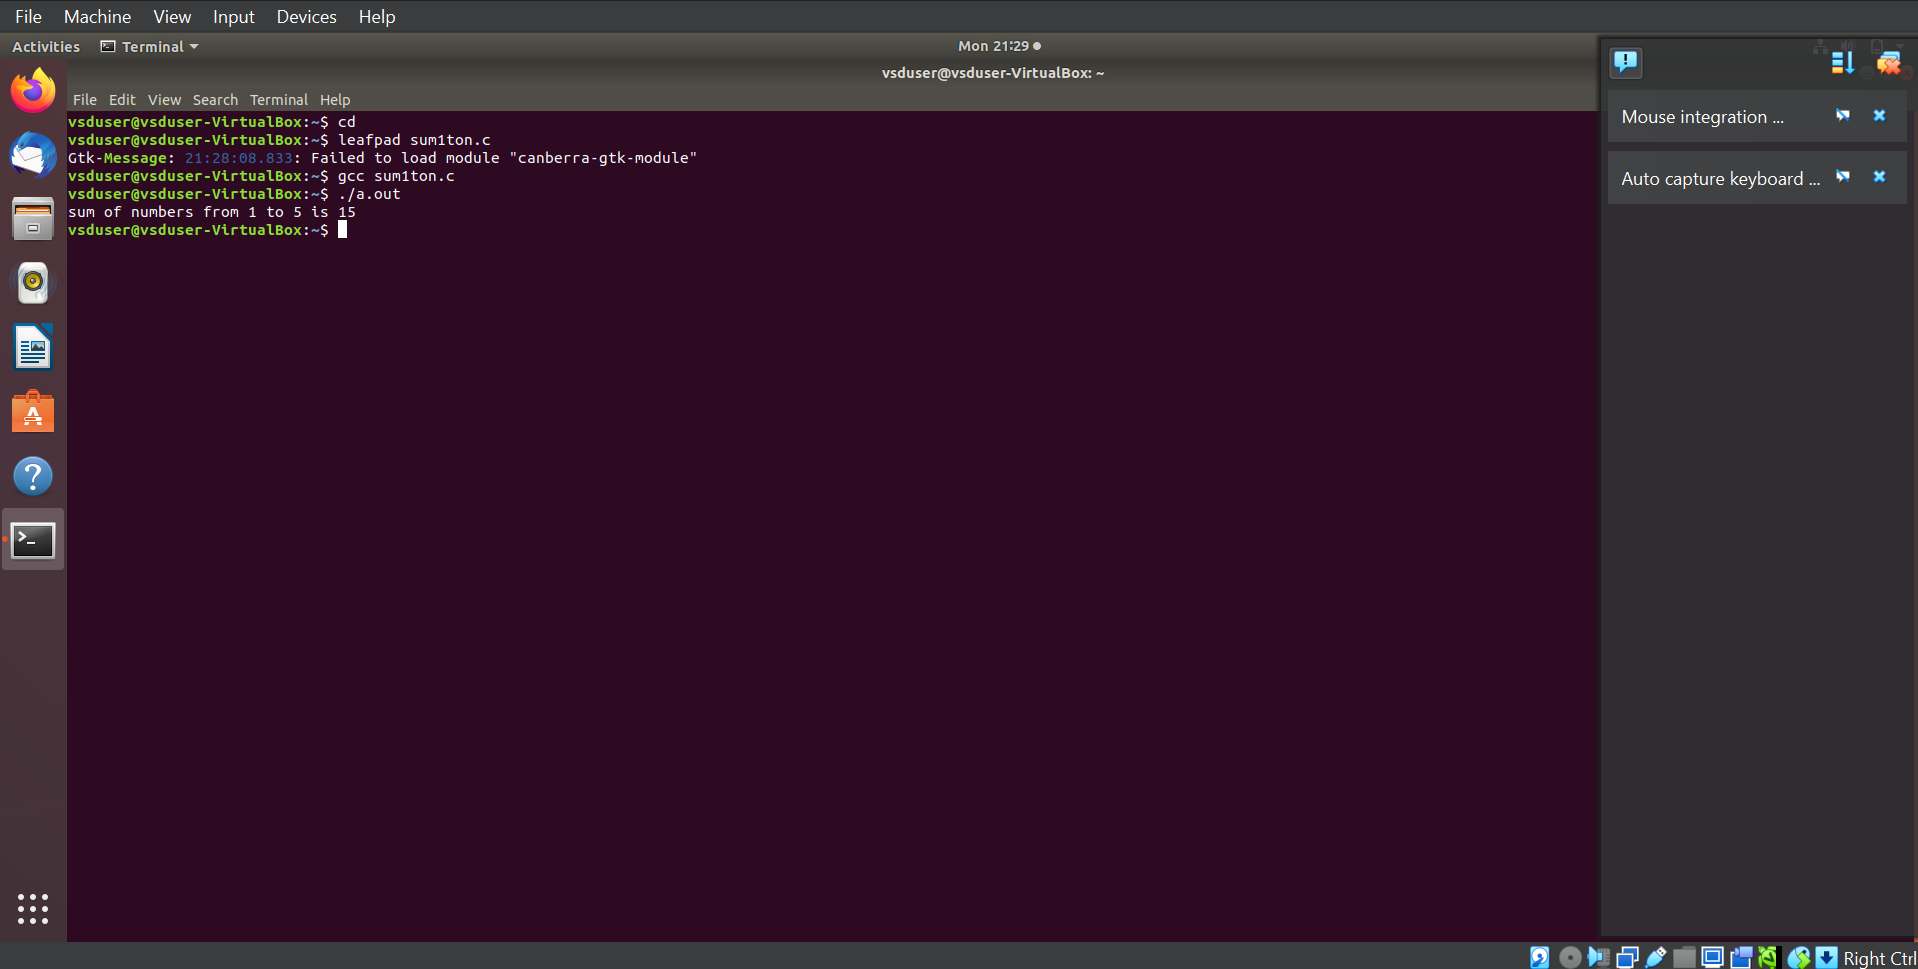 File Machine View Input Devices Help
Activities Terminal Mon 21:29
vsduser@vsduser-VirtualBox: ~
File Edit View Search Terminal Help
vsduser@vsduser-VirtualBox:~$ cd
vsduser@vsduser-VirtualBox:~$ leafpad sum1ton.c
Gtk-Message: 21:28:08.833: Failed to load module "canberra-gtk-module"
vsduser@vsduser-VirtualBox:~$ gcc sum1ton.c
vsduser@vsduser-VirtualBox:~$ ./a.out
sum of numbers from 1 to 5 is 15
vsduser@vsduser-VirtualBox:~$
Mouse integration ...
Auto capture keyboard ...
Right Ctrl